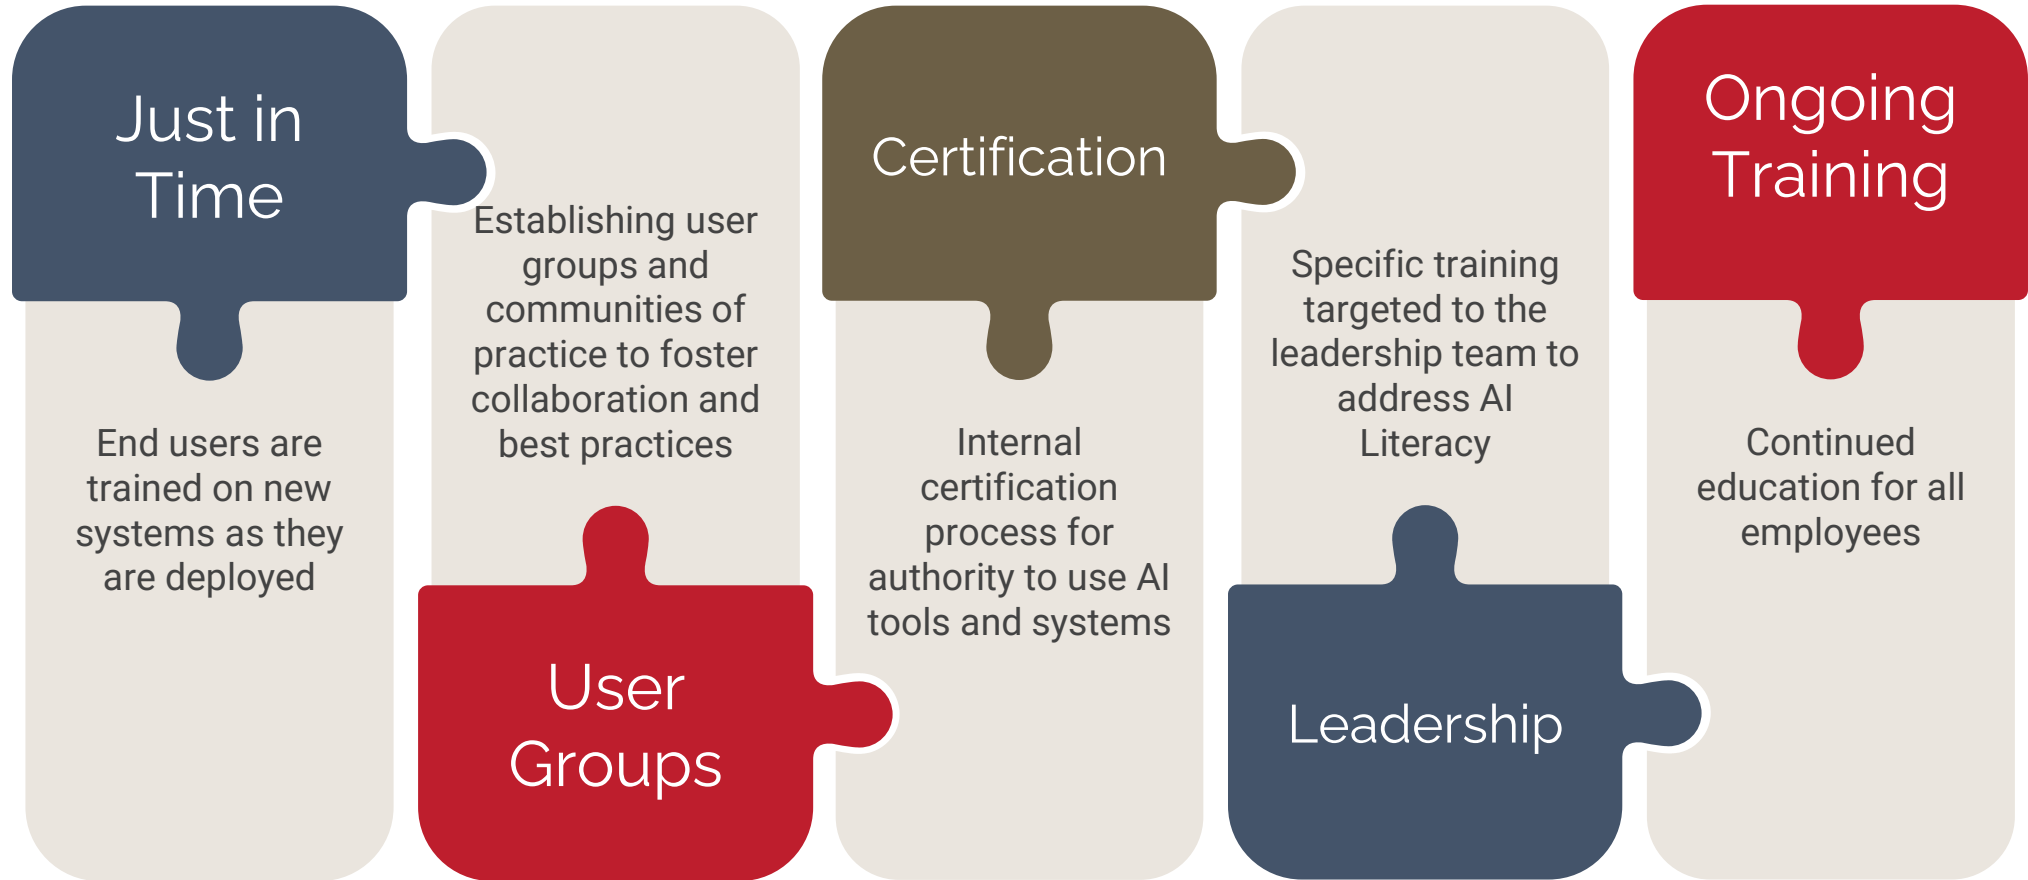 Just in
Time
End users are
trained on new
systems as they
are deployed
Establishing user
groups and
communities of
practice to foster
collaboration and
best practices
User
Groups
Certification
Internal
certification
process for
authority to use AI
tools and systems
Specific training
targeted to the
leadership team to
address AI
Literacy
Leadership
Ongoing
Training
Continued
education for all
employees